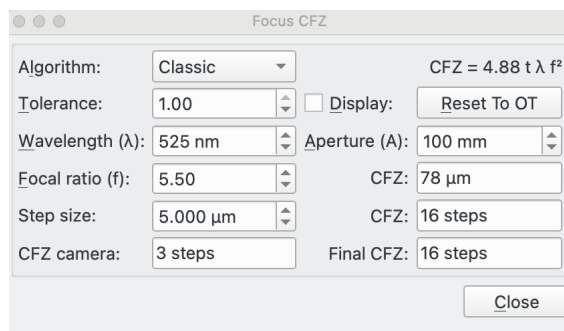 Focus CFZ
Algorithm: Classic CFZ = 4.88 t λ f²
Tolerance: 1.00 Display: Reset To OT
Wavelength (λ): 525 nm Aperture (A): 100 mm
Focal ratio (f): 5.50 CFZ: 78 μm
Step size: 5.000 μm CFZ: 16 steps
CFZ camera: 3 steps Final CFZ: 16 steps
Close